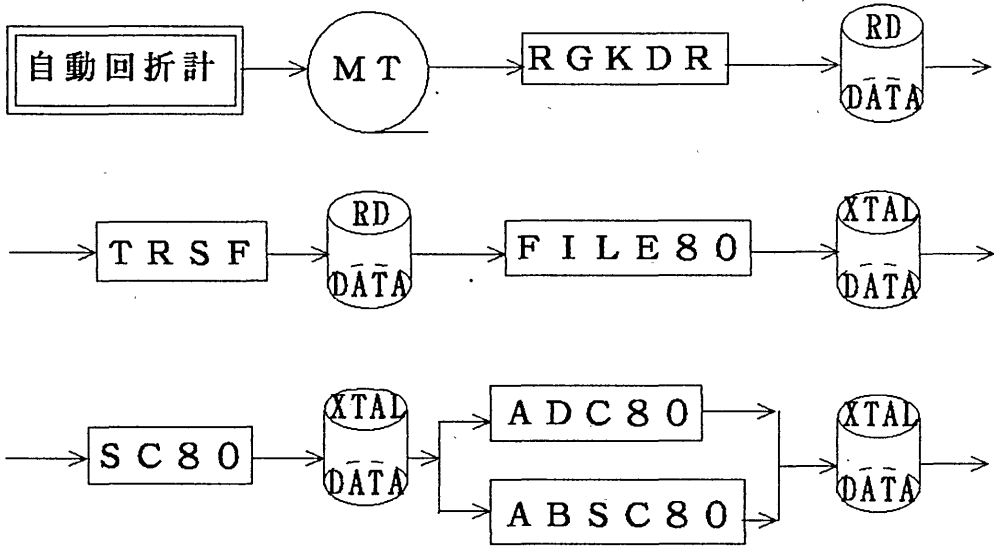 自動回折計 MT RGKDR RD DATA
TRSF RD DATA FILE80 XTAL DATA
SC80 XTAL DATA ADC80 XTAL DATA
ABSC80